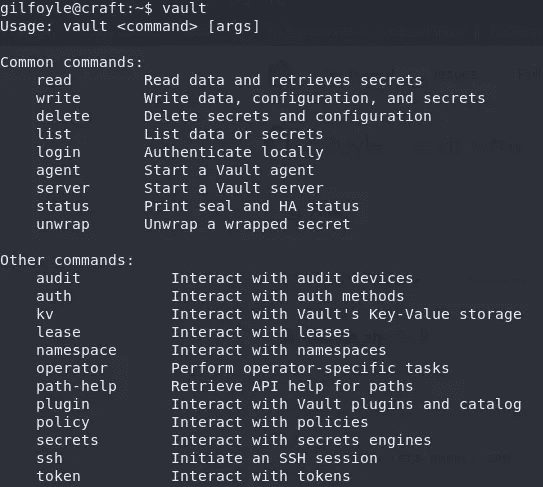 gilfoyle@craft:~$ vault
Usage: vault <command> [args]
Common commands:
read Read data and retrieves secrets
write Write data, configuration, and secrets
delete Delete secrets and configuration
list List data or secrets
login Authenticate locally
agent Start a Vault agent
server Start a Vault server
status Print seal and HA status
unwrap Unwrap a wrapped secret
Other commands:
audit Interact with audit devices
auth Interact with auth methods
kv Interact with Vault's Key-Value storage
lease Interact with leases
namespace Interact with namespaces
operator Perform operator-specific tasks
path-help Retrieve API help for paths
plugin Interact with Vault plugins and catalog
policy Interact with policies
secrets Interact with secrets engines
ssh Initiate an SSH session
token Interact with tokens